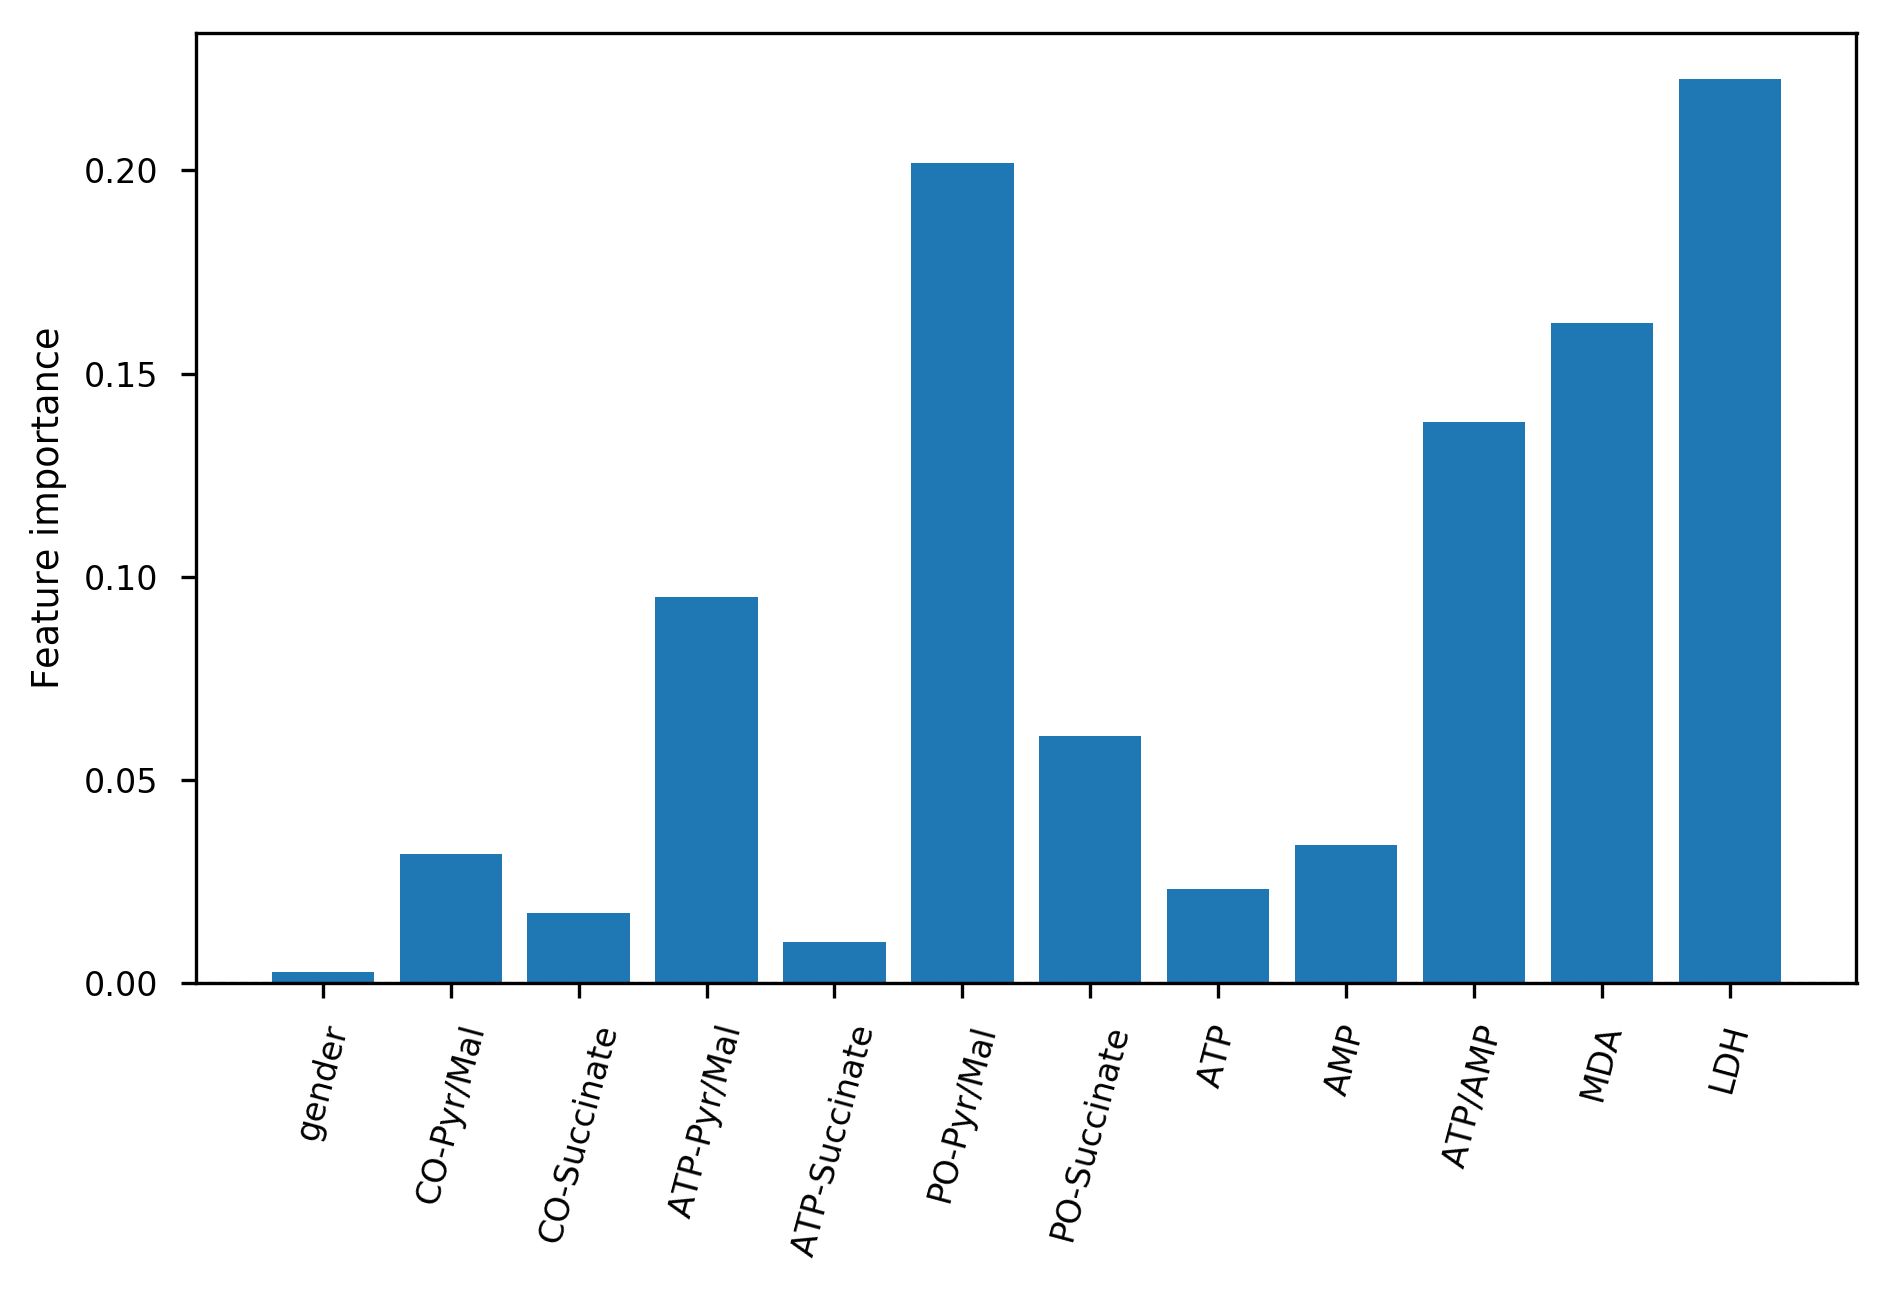 Feature importance
0.20
0.15
0.10
0.05
0.00
gender
CO-Pyr/Mal
CO-Succinate
ATP-Pyr/Mal
ATP-Succinate
PO-Pyr/Mal
PO-Succinate
ATP
AMP
ATP/AMP
MDA
LDH